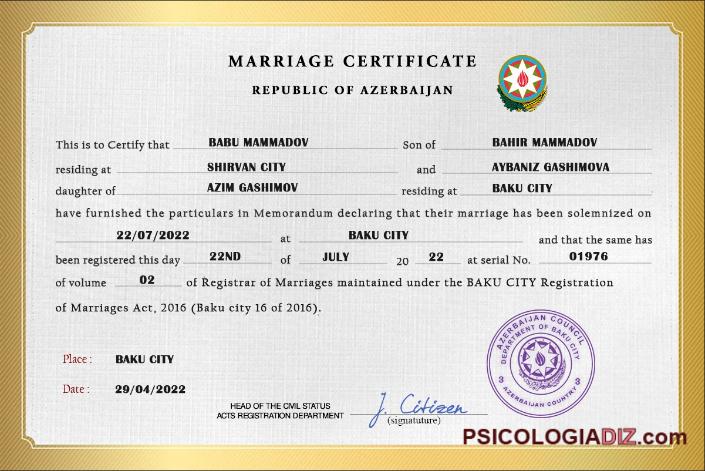 MARRIAGE CERTIFICATE
REPUBLIC OF AZERBAIJAN
This is to Certify that BABU MAMMADOV Son of BAHIR MAMMADOV
residing at SHIRVAN CITY and AYBANIZ GASHIMOVA
daughter of AZIM GASHIMOV residing at BAKU CITY
have furnished the particulars in Memorandum declaring that their marriage has been solemnized on
22/07/2022 at BAKU CITY and that the same has
been registered this day 22ND of JULY 20 22 at serial No. 01976
of volume 02 of Registrar of Marriages maintained under the BAKU CITY Registration
of Marriages Act, 2016 (Baku city 16 of 2016).
AZERBAIJAN COUNCIL
DEPARTMENT OF BAKU CITY
AZERBAIJAN COUNTRY
Place : BAKU CITY
Date : 29/04/2022
HEAD OF THE CIVIL STATUS
ACTS REGISTRATION DEPARTMENT
J. Citizen
(signatuture)
PSICOLOGIADIZ.com